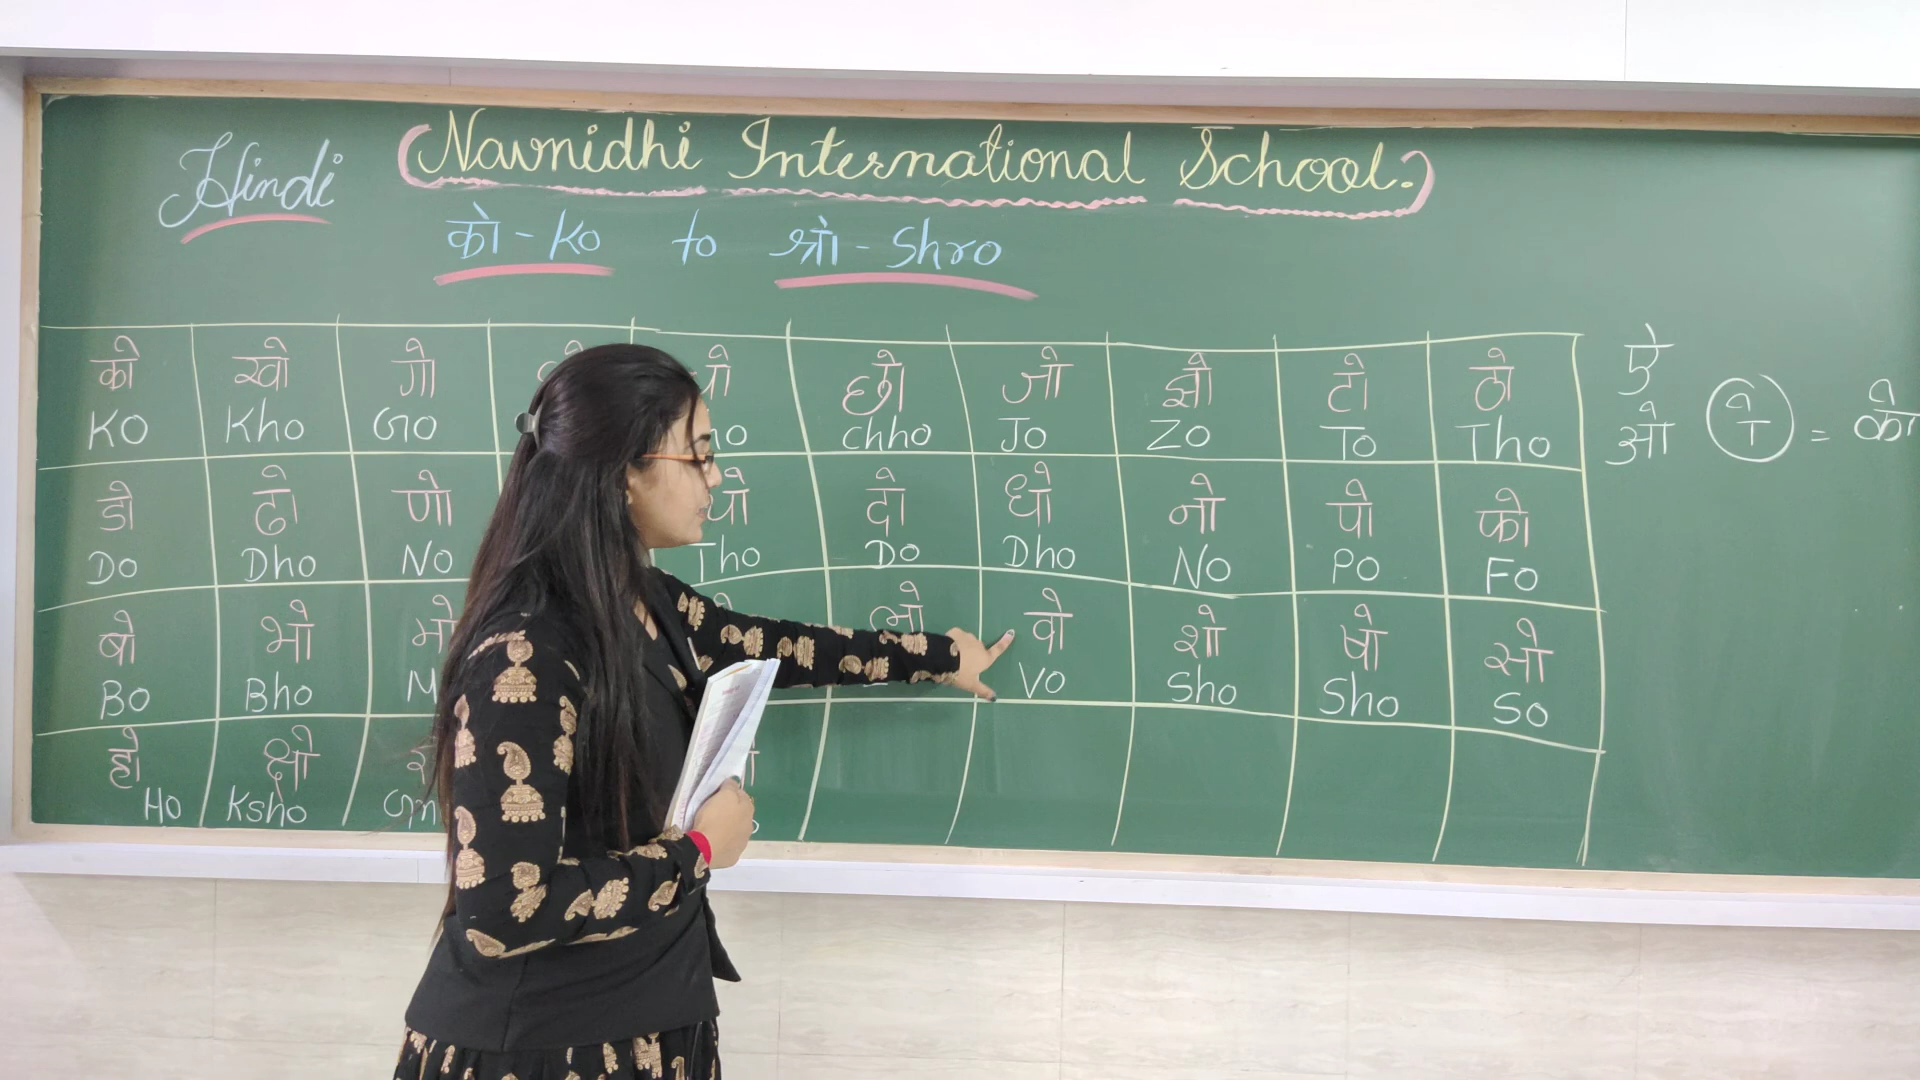 Hindi
(Navnidhi International School.)
को - Ko to श्रो - Shro
को खो गो छो जो झो टो ठो
Ko Kho Go Chho Jo Zo To Tho
डो ढो णो दो धो नो पो फो
Do Dho No Tho Do Dho No Po Fo
बो भो मो वो शो षो सो
Bo Bho Vo Sho Sho So
हो क्षो
Ho Ksho
ऐ
ओ ो = को